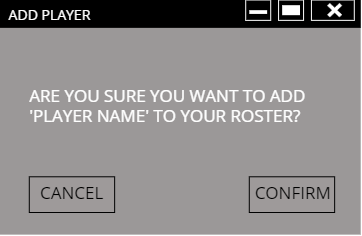 ADD PLAYER
ARE YOU SURE YOU WANT TO ADD
'PLAYER NAME' TO YOUR ROSTER?
CANCEL
CONFIRM